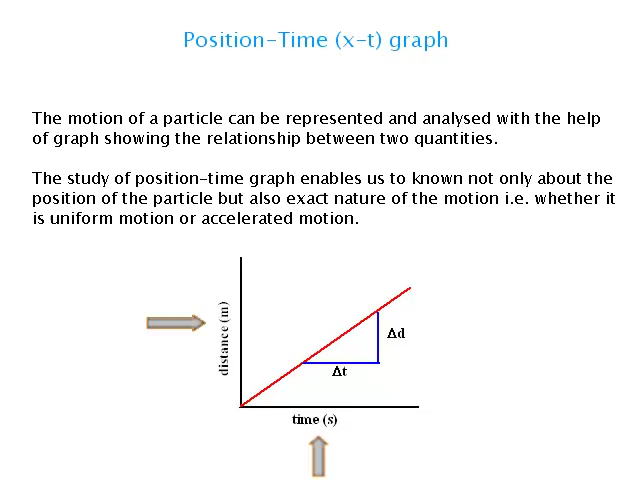 Position-Time (x-t) graph
The motion of a particle can be represented and analysed with the help
of graph showing the relationship between two quantities.
The study of position-time graph enables us to known not only about the
position of the particle but also exact nature of the motion i.e. whether it
is uniform motion or accelerated motion.
distance (m)
Δd
Δt
time (s)